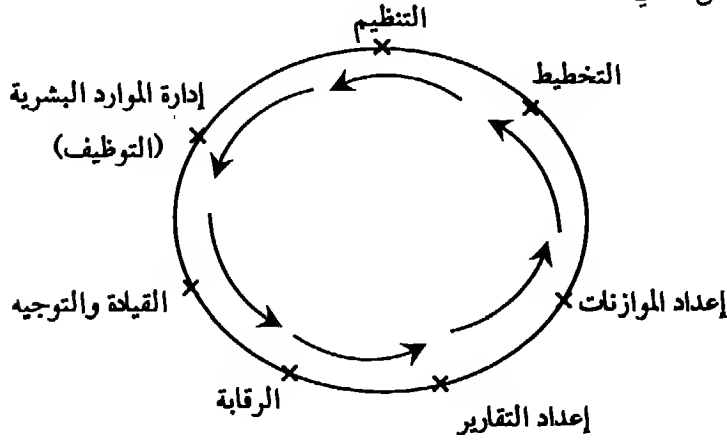 التنظيم
التخطيط
إدارة الموارد البشرية
(التوظيف)
إعداد الموازنات
القيادة والتوجيه
الرقابة
إعداد التقارير